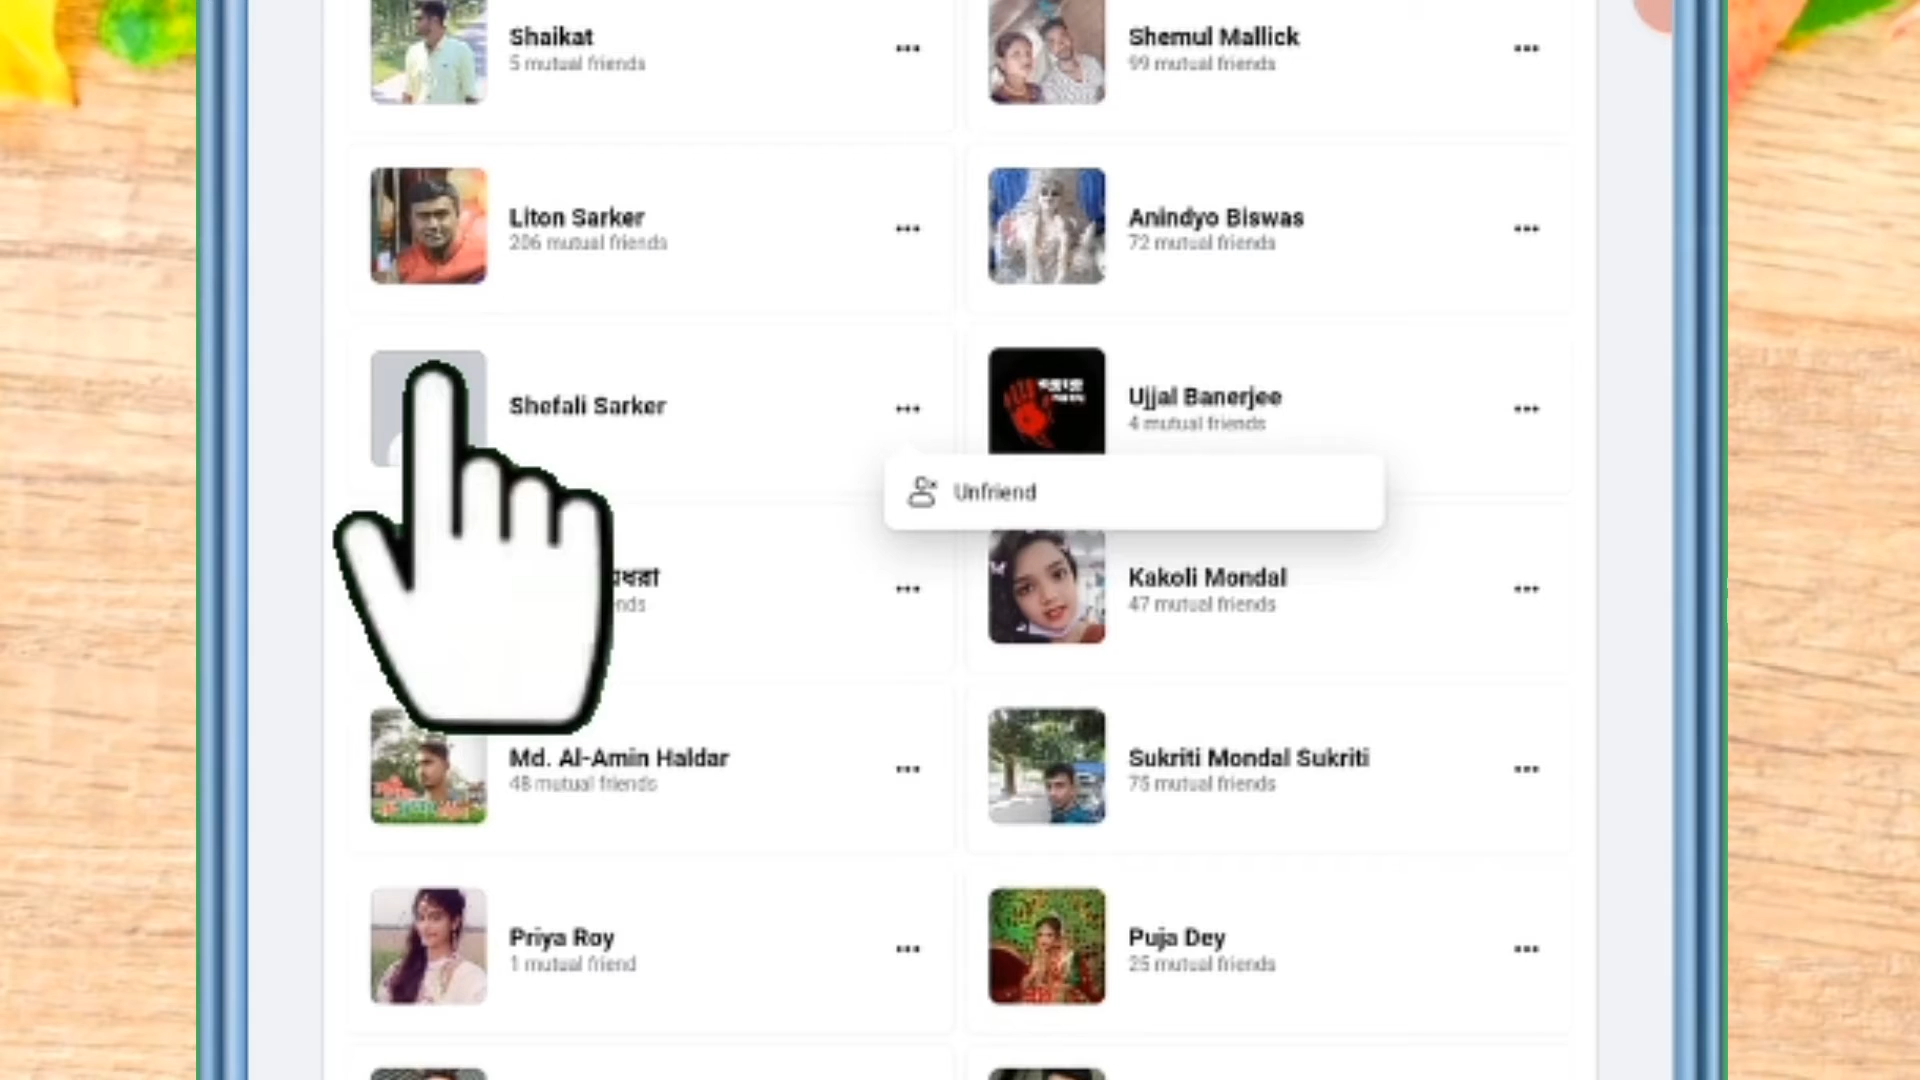 Shaikat
5 mutual friends
Shemul Mallick
99 mutual friends
Liton Sarker
206 mutual friends
Anindyo Biswas
72 mutual friends
Shefali Sarker
Ujjal Banerjee
4 mutual friends
Unfriend
Kakoli Mondal
47 mutual friends
Md. Al-Amin Haldar
48 mutual friends
Sukriti Mondal Sukriti
75 mutual friends
Priya Roy
1 mutual friend
Puja Dey
25 mutual friends